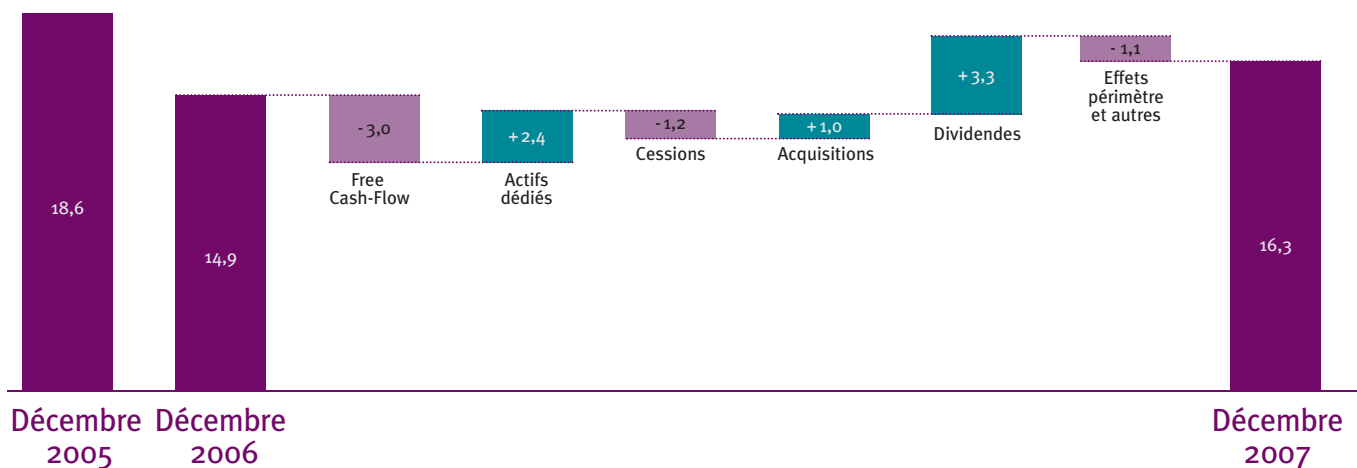 18,6
14,9
- 3,0
Free
Cash-Flow
+ 2,4
Actifs
dédiés
- 1,2
Cessions
+ 1,0
Acquisitions
+ 3,3
Dividendes
- 1,1
Effets
périmètre
et autres
16,3
Décembre
2005
Décembre
2006
Décembre
2007